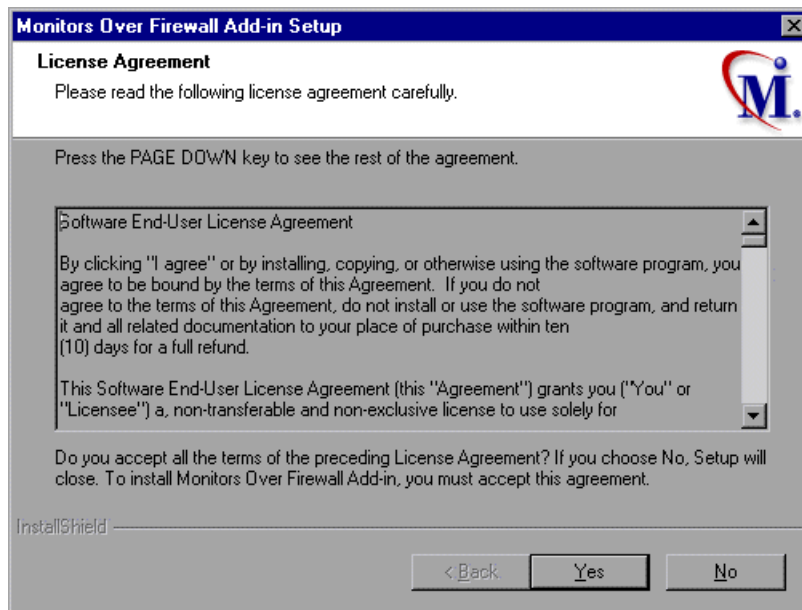 Monitors Over Firewall Add-in Setup
License Agreement
Please read the following license agreement carefully.
M.
Press the PAGE DOWN key to see the rest of the agreement.
Software End-User License Agreement
By clicking "I agree" or by installing, copying, or otherwise using the software program, you
agree to be bound by the terms of this Agreement. If you do not
agree to the terms of this Agreement, do not install or use the software program, and return
it and all related documentation to your place of purchase within ten
(10) days for a full refund.
This Software End-User License Agreement (this "Agreement") grants you ("You" or
"Licensee") a, non-transferable and non-exclusive license to use solely for
Do you accept all the terms of the preceding License Agreement? If you choose No, Setup will
close. To install Monitors Over Firewall Add-in, you must accept this agreement.
InstallShield
< Back
Yes
No